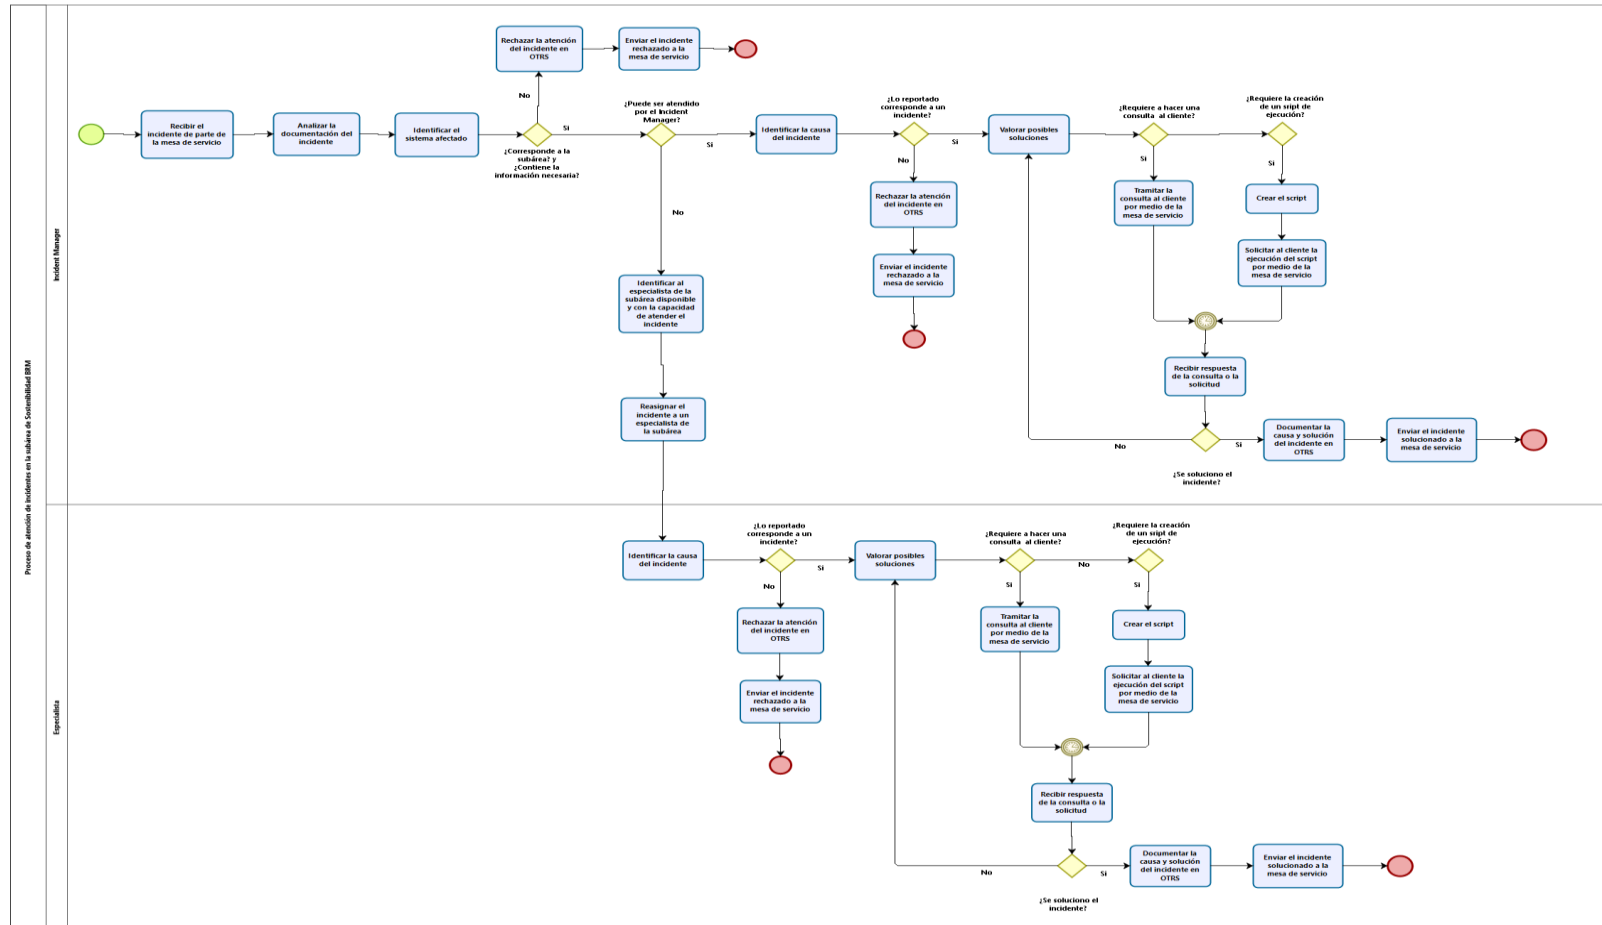 Proceso de atención de incidentes en la subárea de Sostenibilidad BRM
Incident Manager
Rechazar la atención
del incidente en
OTRS
Enviar el incidente
rechazado a la
mesa de servicio
No
Recibir el
incidente de parte de
la mesa de servicio
Analizar la
documentación del
incidente
Identificar el
sistema afectado
¿Corresponde a la
subárea? y
¿Contiene la
información necesaria?
Si
¿Puede ser atendido
por el Incident
Manager?
Si
No
Identificar la causa
del incidente
¿Lo reportado
corresponde a un
incidente?
Si
No
Rechazar la atención
del incidente en
OTRS
Enviar el incidente
rechazado a la
mesa de servicio
Valorar posibles
soluciones
¿Requiere a hacer una
consulta al cliente?
Si
¿Requiere la creación
de un sript de
ejecución?
Si
Tramitar la
consulta al cliente
por medio de la
mesa de servicio
Crear el script
Solicitar al cliente la
ejecución del script
por medio de la
mesa de servicio
Recibir respuesta
de la consulta o la
solicitud
No
Si
¿Se soluciono el
incidente?
Documentar la
causa y solución
del incidente en
OTRS
Enviar el incidente
solucionado a la
mesa de servicio
Identificar al
especialista de la
subárea disponible
y con la capacidad
de atender el
incidente
Reasignar el
incidente a un
especialista de
la subárea
Especialista
Identificar la causa
del incidente
¿Lo reportado
corresponde a un
incidente?
Si
No
Rechazar la atención
del incidente en
OTRS
Enviar el incidente
rechazado a la
mesa de servicio
Valorar posibles
soluciones
¿Requiere a hacer una
consulta al cliente?
No
Si
¿Requiere la creación
de un sript de
ejecución?
Si
Tramitar la
consulta al cliente
por medio de la
mesa de servicio
Crear el script
Solicitar al cliente la
ejecución del script
por medio de la
mesa de servicio
Recibir respuesta
de la consulta o la
solicitud
No
Si
¿Se soluciono el
incidente?
Documentar la
causa y solución
del incidente en
OTRS
Enviar el incidente
solucionado a la
mesa de servicio